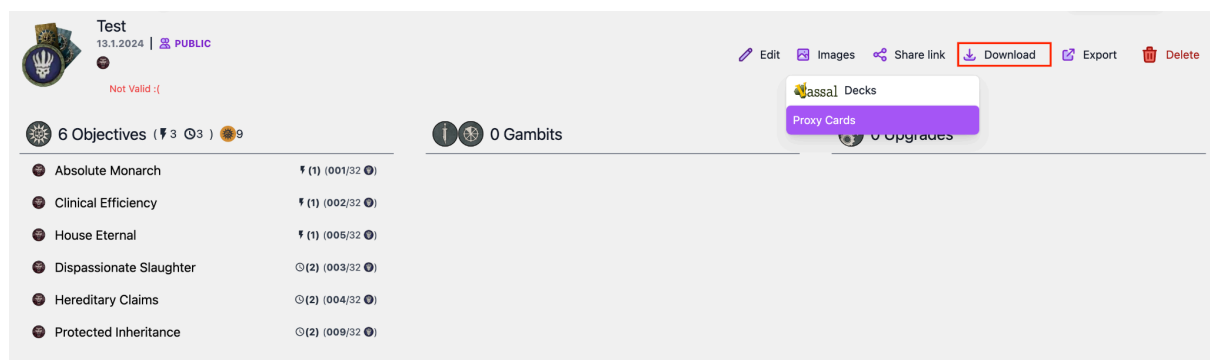 Test
13.1.2024 | PUBLIC
Not Valid :(
Edit Images Share link Download Export Delete
Vassal Decks
Proxy Cards
6 Objectives ( 3 3 ) 9
0 Gambits
0 Upgrades
Absolute Monarch (1) (001/32 )
Clinical Efficiency (1) (002/32 )
House Eternal (1) (005/32 )
Dispassionate Slaughter (2) (003/32 )
Hereditary Claims (2) (004/32 )
Protected Inheritance (2) (009/32 )